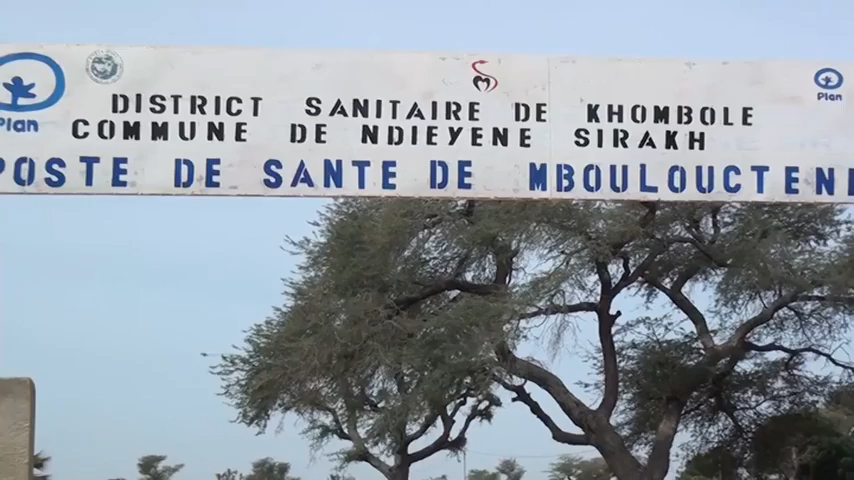 Plan
Plan
DISTRICT SANITAIRE DE KHOMBOLE
COMMUNE DE NDIEYENE SIRAKH
POSTE DE SANTE DE MBOULOUCTENE